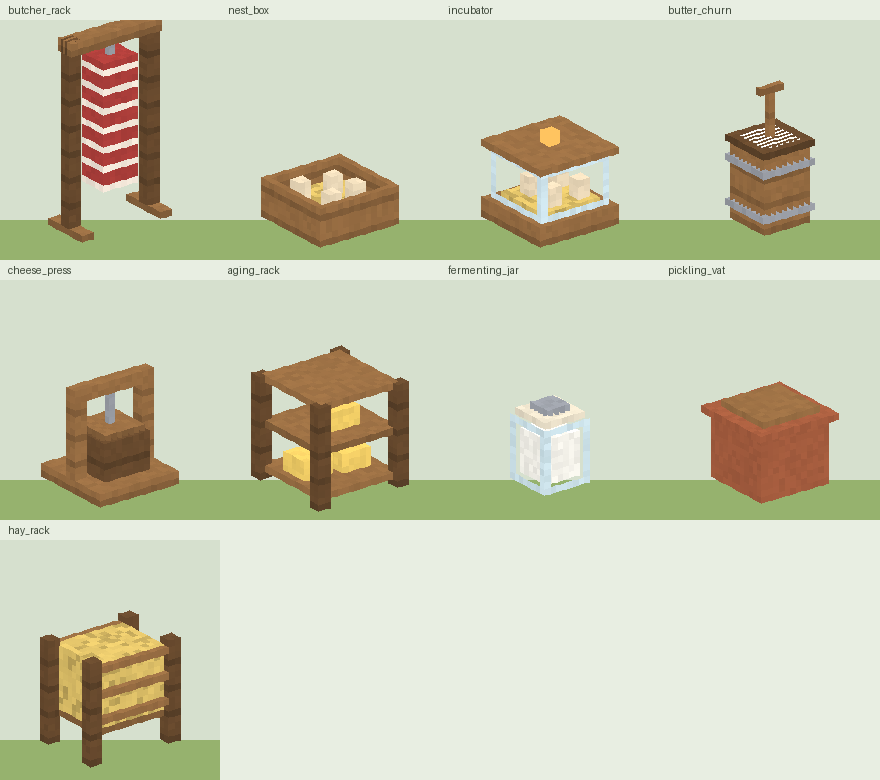 butcher_rack
nest_box
incubator
butter_churn
cheese_press
aging_rack
fermenting_jar
pickling_vat
hay_rack